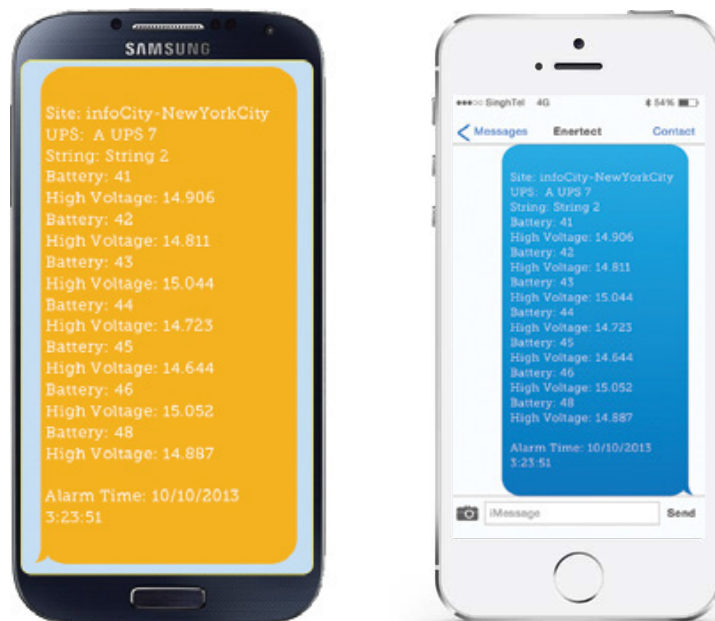 SAMSUNG
Site: infoCity-NewYorkCity
UPS:  A UPS 7
String: String 2
Battery: 41
High Voltage: 14.906
Battery: 42
High Voltage: 14.811
Battery: 43
High Voltage: 15.044
Battery: 44
High Voltage: 14.723
Battery: 45
High Voltage: 14.644
Battery: 46
High Voltage: 15.052
Battery: 48
High Voltage: 14.887
Alarm Time: 10/10/2013
3:23:51
SinghTel 4G 54%
Messages Enertect Contact
Site: infoCity-NewYorkCity
UPS:  A UPS 7
String: String 2
Battery: 41
High Voltage: 14.906
Battery: 42
High Voltage: 14.811
Battery: 43
High Voltage: 15.044
Battery: 44
High Voltage: 14.723
Battery: 45
High Voltage: 14.644
Battery: 46
High Voltage: 15.052
Battery: 48
High Voltage: 14.887
Alarm Time: 10/10/2013
3:23:51
iMessage Send